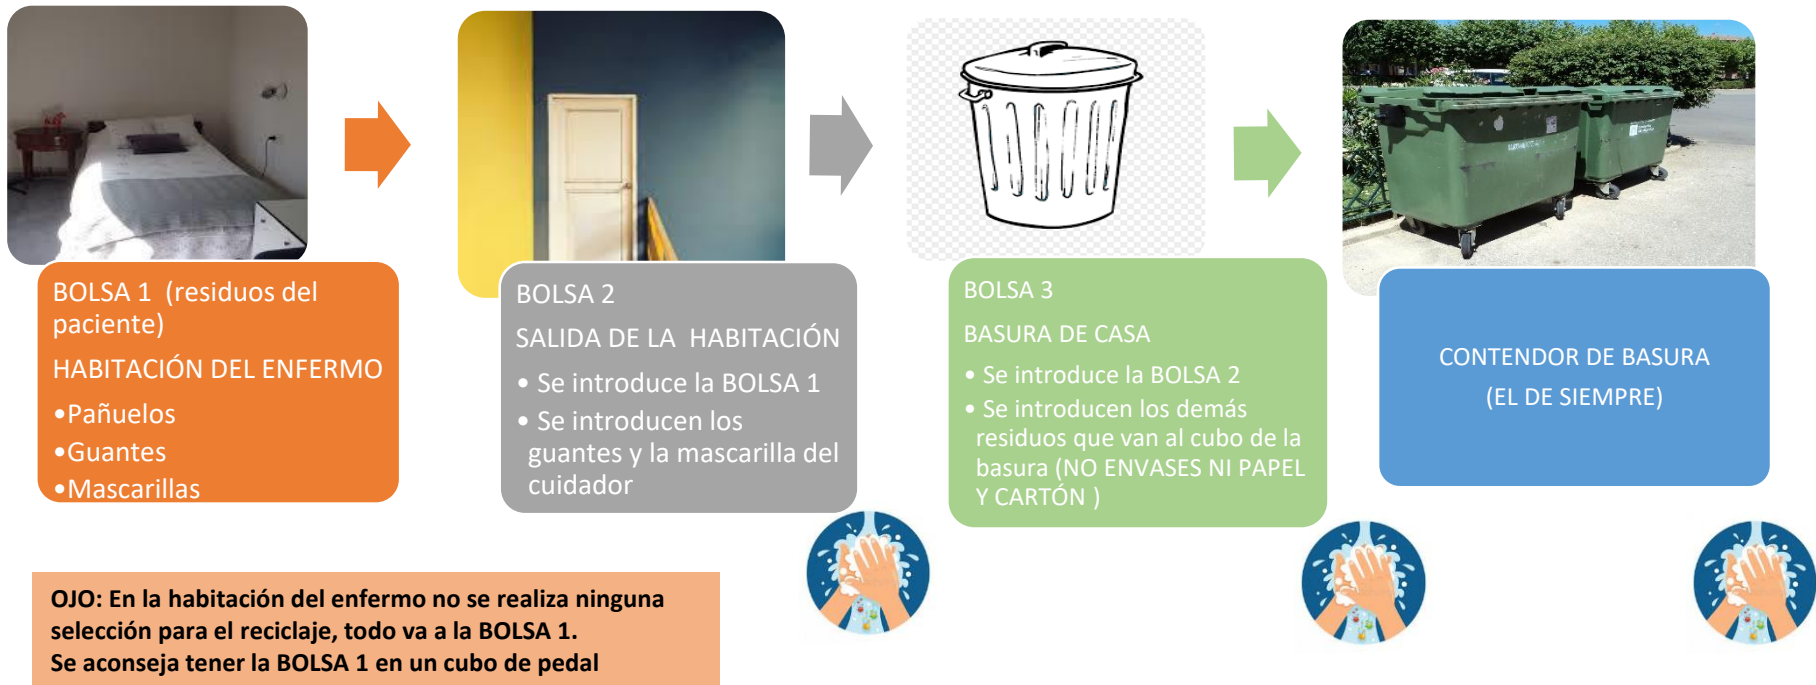 BOLSA 1  (residuos del
paciente)
HABITACIÓN DEL ENFERMO
•Pañuelos
•Guantes
•Mascarillas
BOLSA 2
SALIDA DE LA  HABITACIÓN
• Se introduce la BOLSA 1
• Se introducen los
guantes y la mascarilla del
cuidador
BOLSA 3
BASURA DE CASA
• Se introduce la BOLSA 2
• Se introducen los demás
residuos que van al cubo de la
basura (NO ENVASES NI PAPEL
Y CARTÓN )
CONTENDOR DE BASURA
(EL DE SIEMPRE)
OJO: En la habitación del enfermo no se realiza ninguna
selección para el reciclaje, todo va a la BOLSA 1.
Se aconseja tener la BOLSA 1 en un cubo de pedal